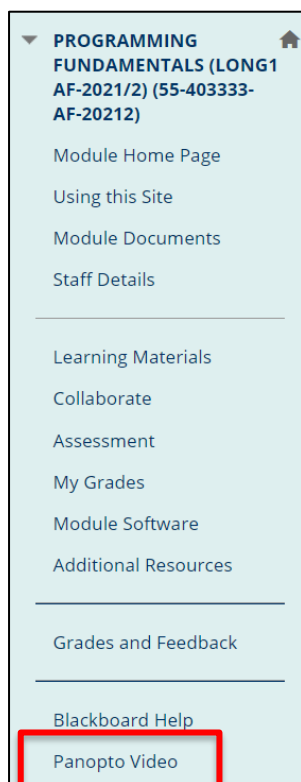 PROGRAMMING
FUNDAMENTALS (LONG1
AF-2021/2) (55-403333-
AF-20212)
Module Home Page
Using this Site
Module Documents
Staff Details
Learning Materials
Collaborate
Assessment
My Grades
Module Software
Additional Resources
Grades and Feedback
Blackboard Help
Panopto Video